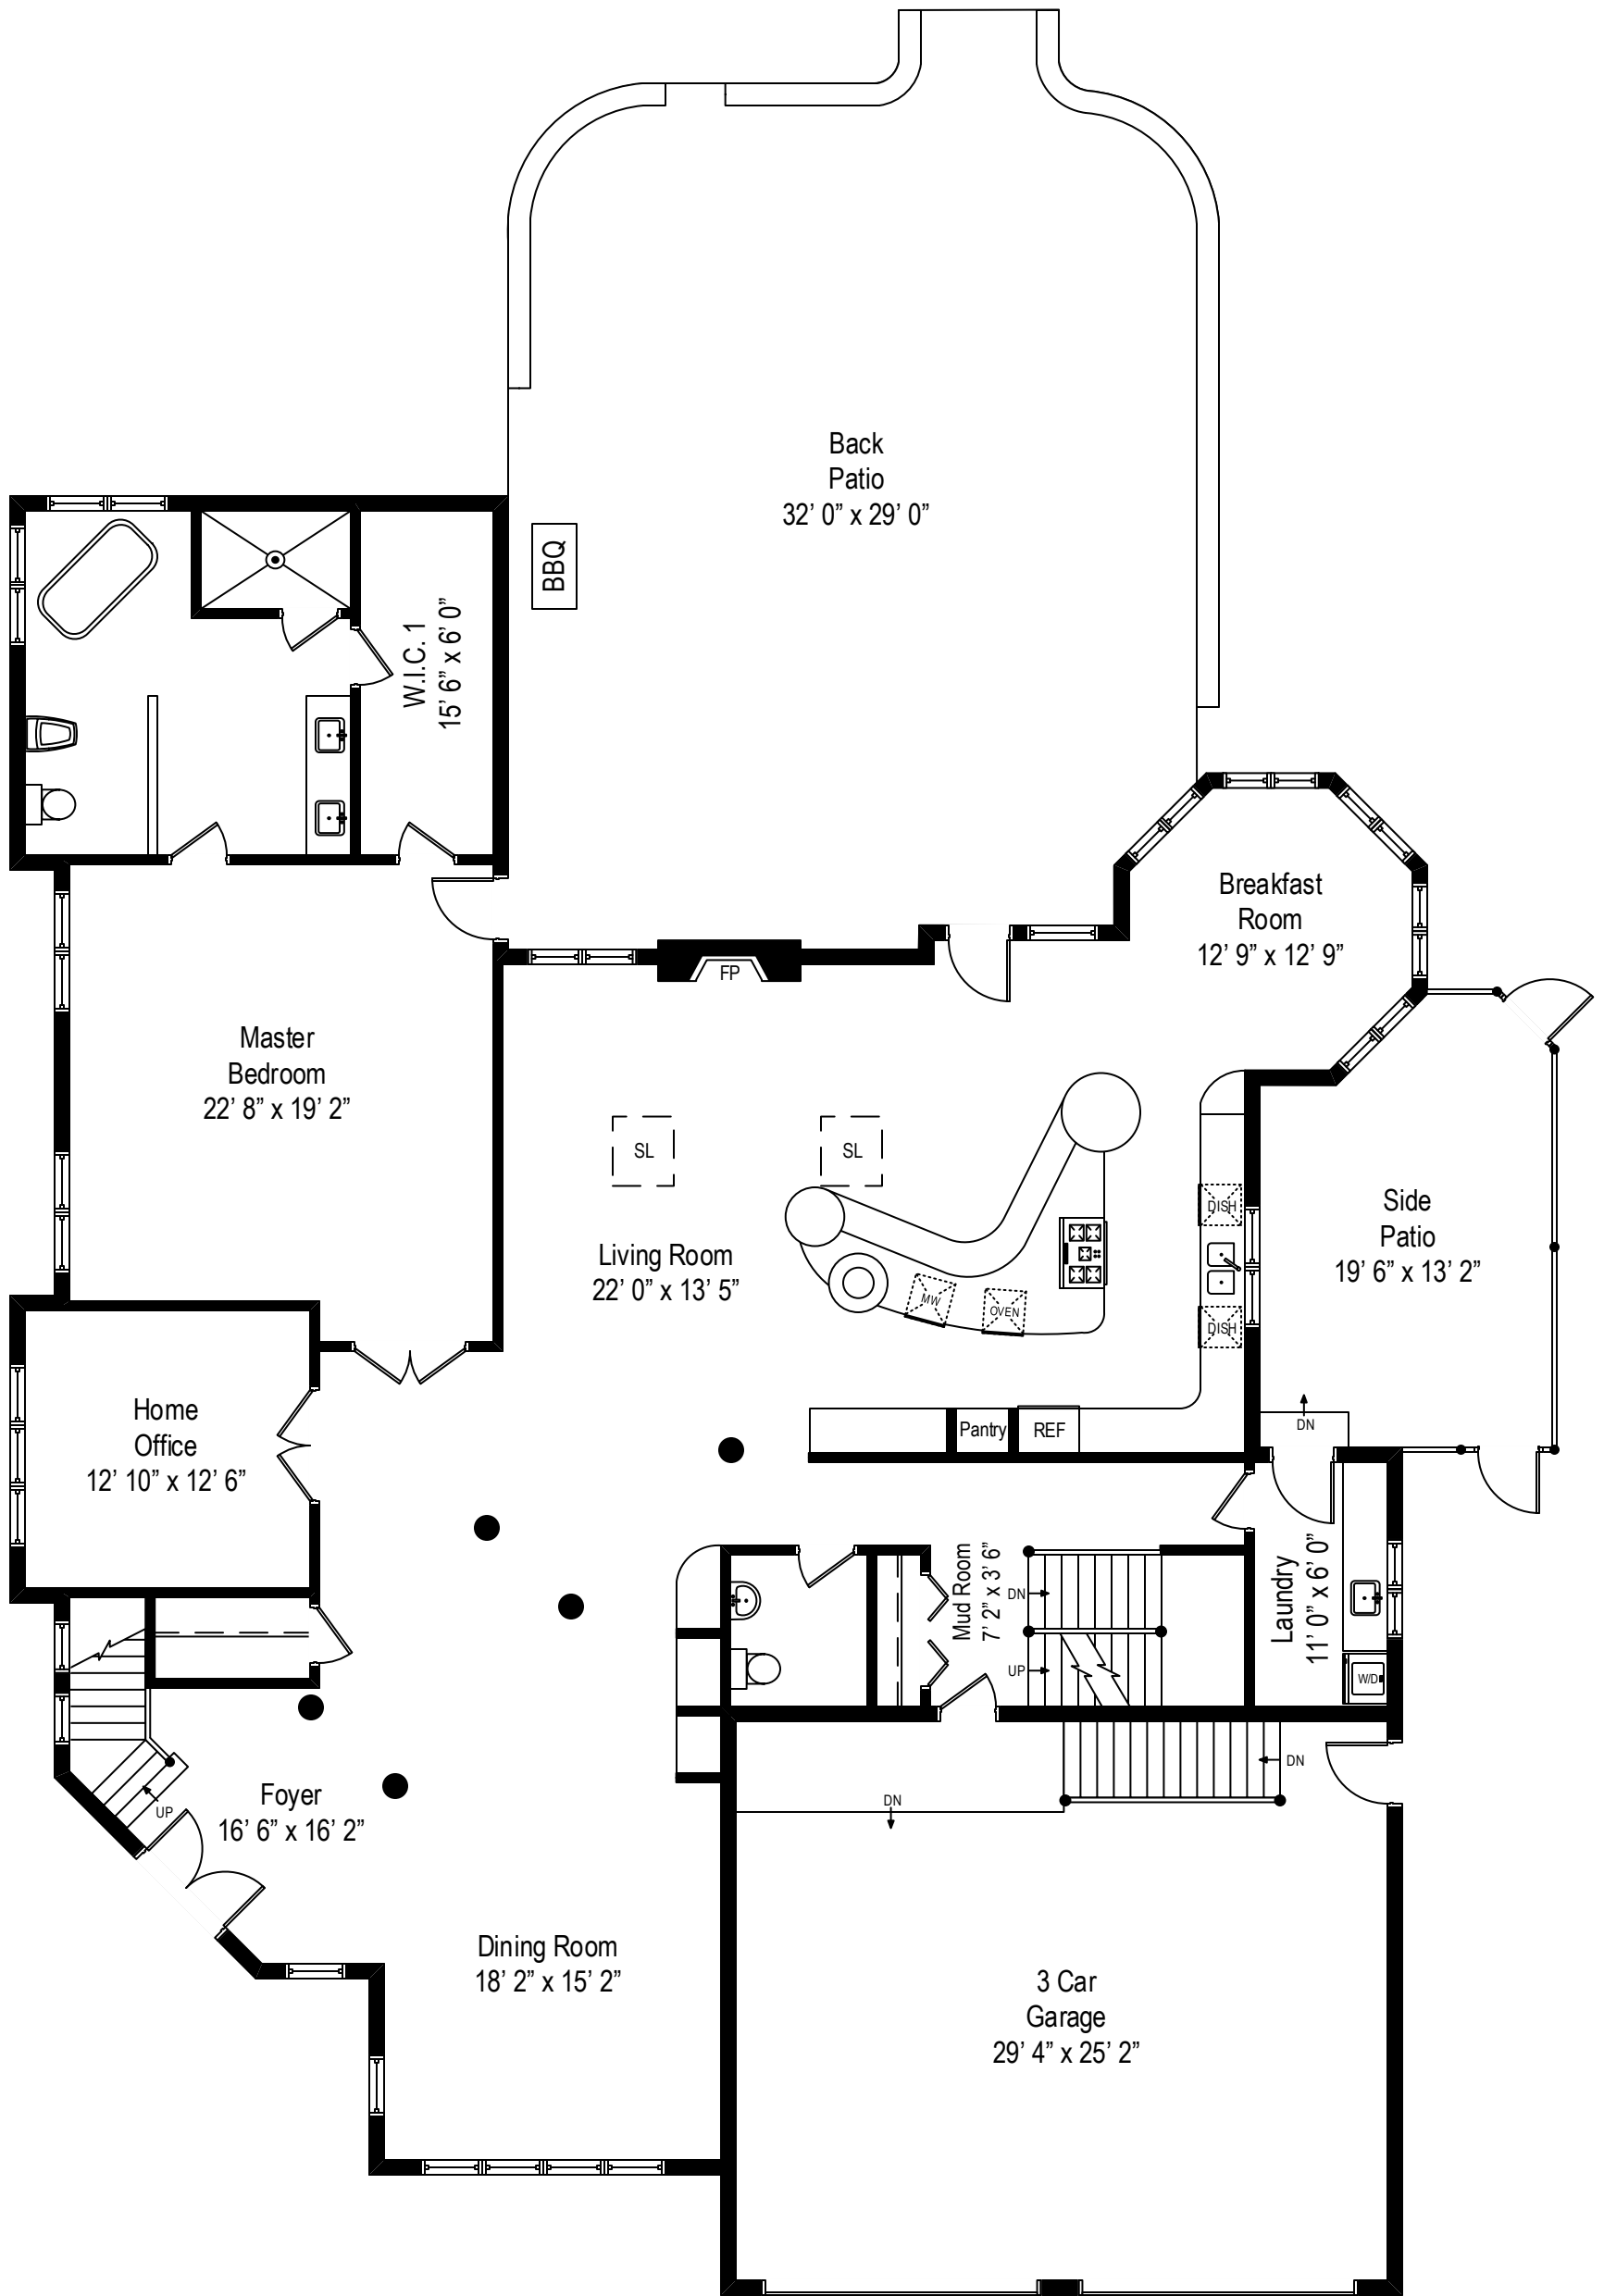 Back
Patio
32’ 0” x 29’ 0”
BBQ
W.I.C. 1
15’ 6” x 6’ 0”
Breakfast
Room
12’ 9” x 12’ 9”
FP
Master
Bedroom
22’ 8” x 19’ 2”
SL
SL
DISH
Side
Patio
19’ 6” x 13’ 2”
Living Room
22’ 0” x 13’ 5”
MW
OVEN
DISH
Home
Office
12’ 10” x 12’ 6”
Pantry
REF
DN
Mud Room
7’ 2” x 3’ 6”
DN
UP
Laundry
11’ 0” x 6’ 0”
W/D
DN
DN
Foyer
16’ 6” x 16’ 2”
UP
Dining Room
18’ 2” x 15’ 2”
3 Car
Garage
29’ 4” x 25’ 2”